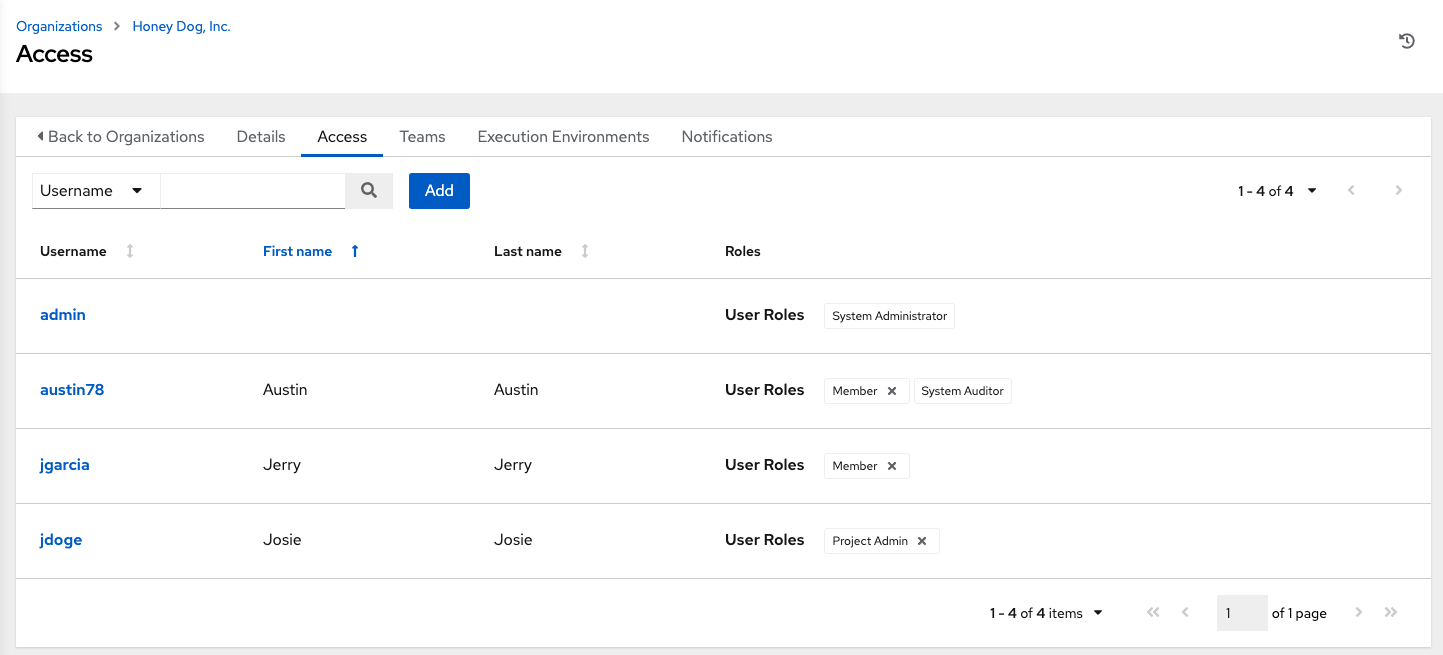 Organizations Honey Dog, Inc.
Access
Back to Organizations Details Access Teams Execution Environments Notifications
Username Add 1 - 4 of 4
Username First name Last name Roles
admin User Roles System Administrator
austin78 Austin Austin User Roles Member System Auditor
jgarcia Jerry Jerry User Roles Member
jdoge Josie Josie User Roles Project Admin
1 - 4 of 4 items 1 of 1 page